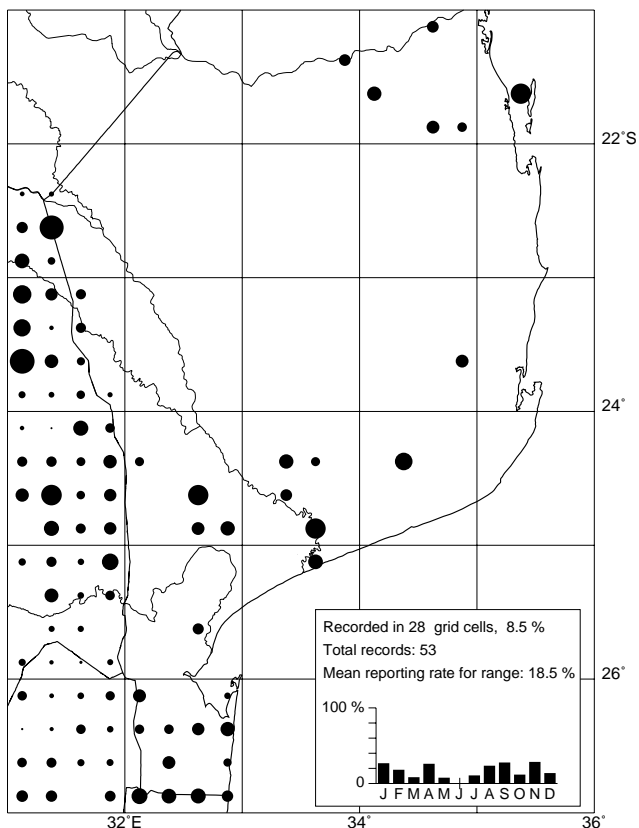 22°S
24°
Recorded in 28 grid cells, 8.5 %
Total records: 53
Mean reporting rate for range: 18.5 %
26°
100 %
0
J F M A M J J A S O N D
32°E 34° 36°